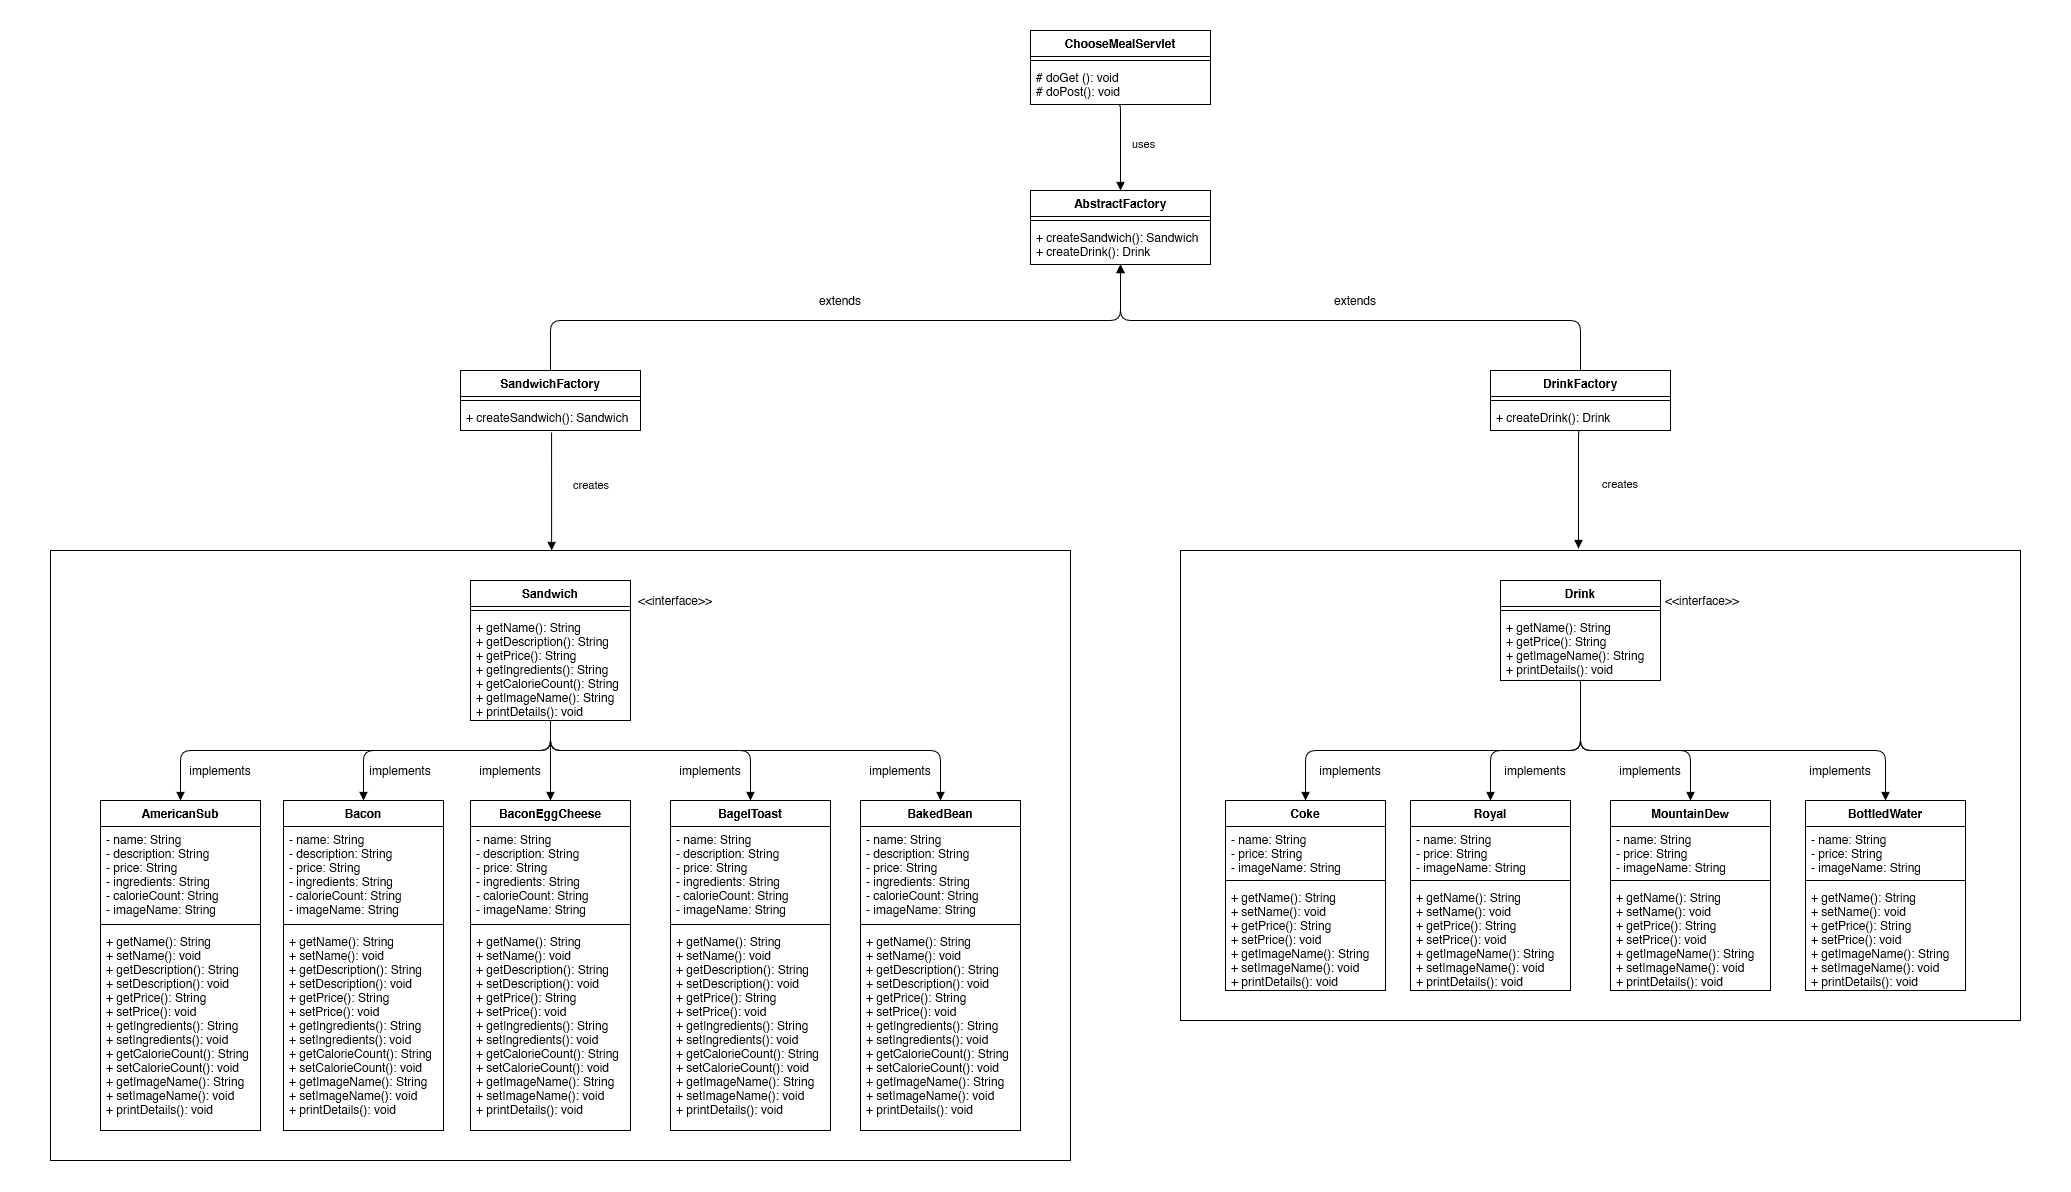 ChooseMealServlet
# doGet (): void
# doPost(): void
uses
AbstractFactory
+ createSandwich(): Sandwich
+ createDrink(): Drink
extends
extends
SandwichFactory
+ createSandwich(): Sandwich
DrinkFactory
+ createDrink(): Drink
creates
creates
Sandwich
<<interface>>
+ getName(): String
+ getDescription(): String
+ getPrice(): String
+ getIngredients(): String
+ getCalorieCount(): String
+ getImageName(): String
+ printDetails(): void
implements
implements
implements
implements
implements
AmericanSub
- name: String
- description: String
- price: String
- ingredients: String
- calorieCount: String
- imageName: String
+ getName(): String
+ setName(): void
+ getDescription(): String
+ setDescription(): void
+ getPrice(): String
+ setPrice(): void
+ getIngredients(): String
+ setIngredients(): void
+ getCalorieCount(): String
+ setCalorieCount(): void
+ getImageName(): String
+ setImageName(): void
+ printDetails(): void
Bacon
- name: String
- description: String
- price: String
- ingredients: String
- calorieCount: String
- imageName: String
+ getName(): String
+ setName(): void
+ getDescription(): String
+ setDescription(): void
+ getPrice(): String
+ setPrice(): void
+ getIngredients(): String
+ setIngredients(): void
+ getCalorieCount(): String
+ setCalorieCount(): void
+ getImageName(): String
+ setImageName(): void
+ printDetails(): void
BaconEggCheese
- name: String
- description: String
- price: String
- ingredients: String
- calorieCount: String
- imageName: String
+ getName(): String
+ setName(): void
+ getDescription(): String
+ setDescription(): void
+ getPrice(): String
+ setPrice(): void
+ getIngredients(): String
+ setIngredients(): void
+ getCalorieCount(): String
+ setCalorieCount(): void
+ getImageName(): String
+ setImageName(): void
+ printDetails(): void
BagelToast
- name: String
- description: String
- price: String
- ingredients: String
- calorieCount: String
- imageName: String
+ getName(): String
+ setName(): void
+ getDescription(): String
+ setDescription(): void
+ getPrice(): String
+ setPrice(): void
+ getIngredients(): String
+ setIngredients(): void
+ getCalorieCount(): String
+ setCalorieCount(): void
+ getImageName(): String
+ setImageName(): void
+ printDetails(): void
BakedBean
- name: String
- description: String
- price: String
- ingredients: String
- calorieCount: String
- imageName: String
+ getName(): String
+ setName(): void
+ getDescription(): String
+ setDescription(): void
+ getPrice(): String
+ setPrice(): void
+ getIngredients(): String
+ setIngredients(): void
+ getCalorieCount(): String
+ setCalorieCount(): void
+ getImageName(): String
+ setImageName(): void
+ printDetails(): void
Drink
<<interface>>
+ getName(): String
+ getPrice(): String
+ getImageName(): String
+ printDetails(): void
implements
implements
implements
implements
Coke
- name: String
- price: String
- imageName: String
+ getName(): String
+ setName(): void
+ getPrice(): String
+ setPrice(): void
+ getImageName(): String
+ setImageName(): void
+ printDetails(): void
Royal
- name: String
- price: String
- imageName: String
+ getName(): String
+ setName(): void
+ getPrice(): String
+ setPrice(): void
+ getImageName(): String
+ setImageName(): void
+ printDetails(): void
MountainDew
- name: String
- price: String
- imageName: String
+ getName(): String
+ setName(): void
+ getPrice(): String
+ setPrice(): void
+ getImageName(): String
+ setImageName(): void
+ printDetails(): void
BottledWater
- name: String
- price: String
- imageName: String
+ getName(): String
+ setName(): void
+ getPrice(): String
+ setPrice(): void
+ getImageName(): String
+ setImageName(): void
+ printDetails(): void